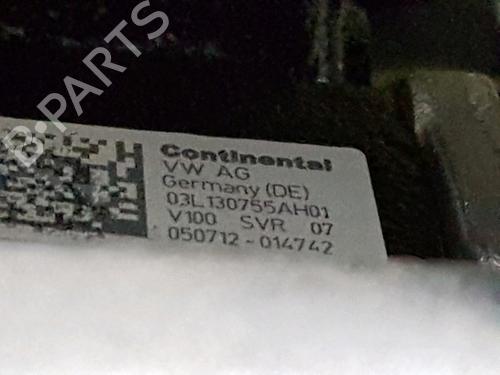 B-PARTS
H
Continental
VW AG
Germany (DE)
03L130755AH01
V100 SVR 07
050712-014742